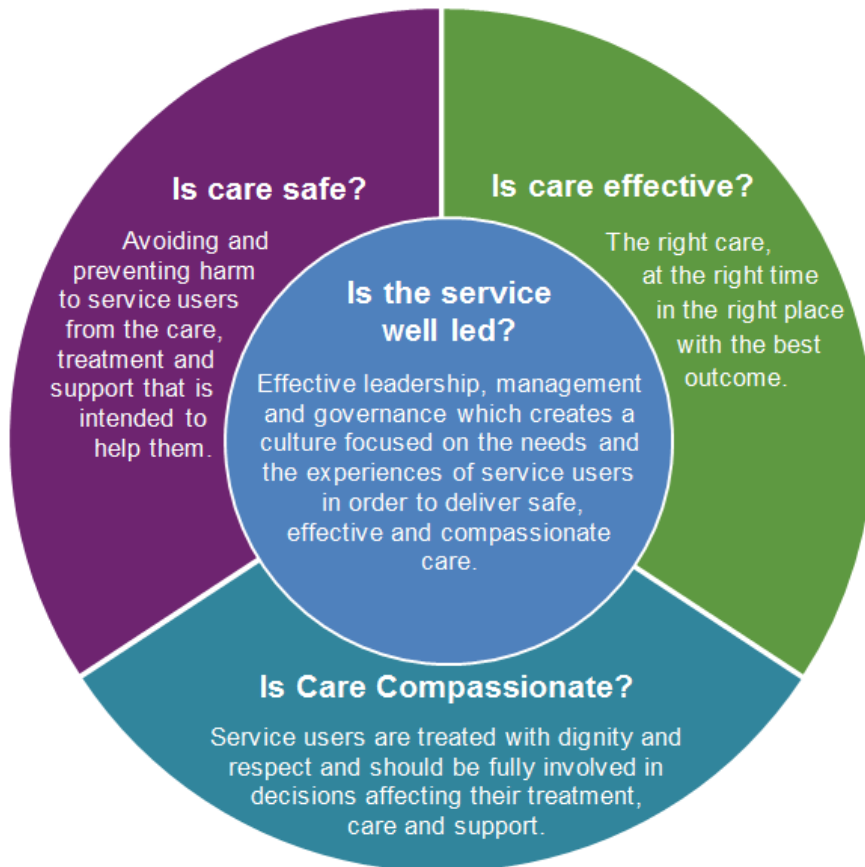 Is care safe?
Avoiding and
preventing harm
to service users
from the care,
treatment and
support that is
intended to
help them.
Is care effective?
The right care,
at the right time
in the right place
with the best
outcome.
Is the service
well led?
Effective leadership, management
and governance which creates a
culture focused on the needs and
the experiences of service users
in order to deliver safe,
effective and compassionate
care.
Is Care Compassionate?
Service users are treated with dignity and
respect and should be fully involved in
decisions affecting their treatment,
care and support.